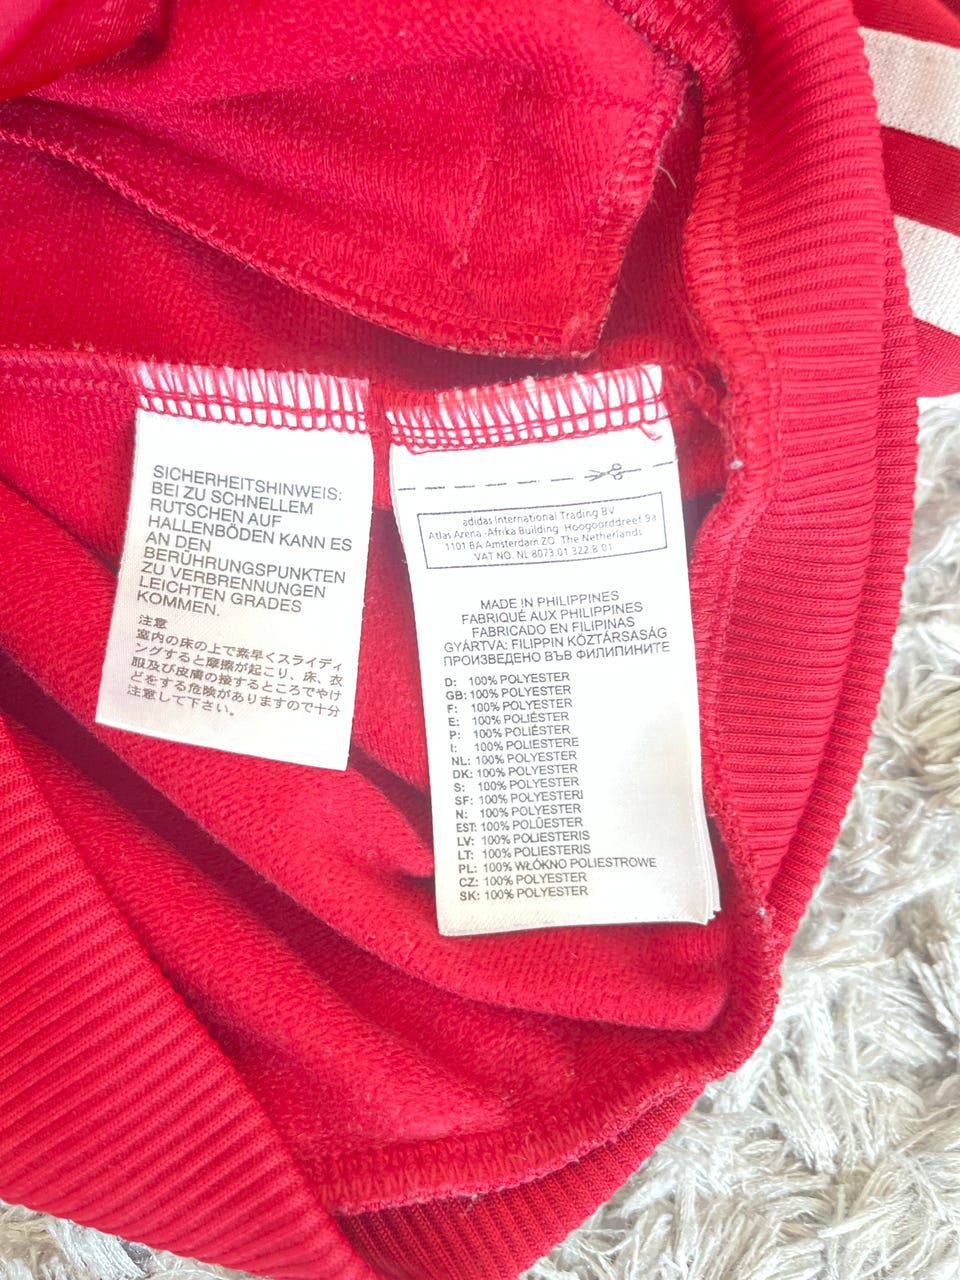 SICHERHEITSHINWEIS:
BEI ZU SCHNELLEM
RUTSCHEN AUF
HALLENBÖDEN KANN ES
AN DEN
BERÜHRUNGSPUNKTEN
ZU VERBRENNUNGEN
LEICHTEN GRADES
KOMMEN.
注意
室内の床の上で素早くスライディ
ングすると摩擦が起こり、床、衣
服及び皮膚の接するところでやけ
どをする危険がありますので十分
注意して下さい。
adidas International Trading BV
Atlas Arena -Afrika Building Hoogoorddreef 9a
1101 BA Amsterdam ZO The Netherlands
VAT NO. NL 8073.01.322.B.01
MADE IN PHILIPPINES
FABRIQUÉ AUX PHILIPPINES
FABRICADO EN FILIPINAS
GYÁRTVA: FILIPPIN KÖZTÁRSASÁG
ПРОИЗВЕДЕНО ВЪВ ФИЛИПИНИТЕ
D: 100% POLYESTER
GB: 100% POLYESTER
F: 100% POLYESTER
E: 100% POLIÉSTER
P: 100% POLIÉSTER
I: 100% POLIESTERE
NL: 100% POLYESTER
DK: 100% POLYESTER
S: 100% POLYESTER
SF: 100% POLYESTERI
N: 100% POLYESTER
EST: 100% POLÜESTER
LV: 100% POLIESTERIS
LT: 100% POLIESTERIS
PL: 100% WŁÓKNO POLIESTROWE
CZ: 100% POLYESTER
SK: 100% POLYESTER